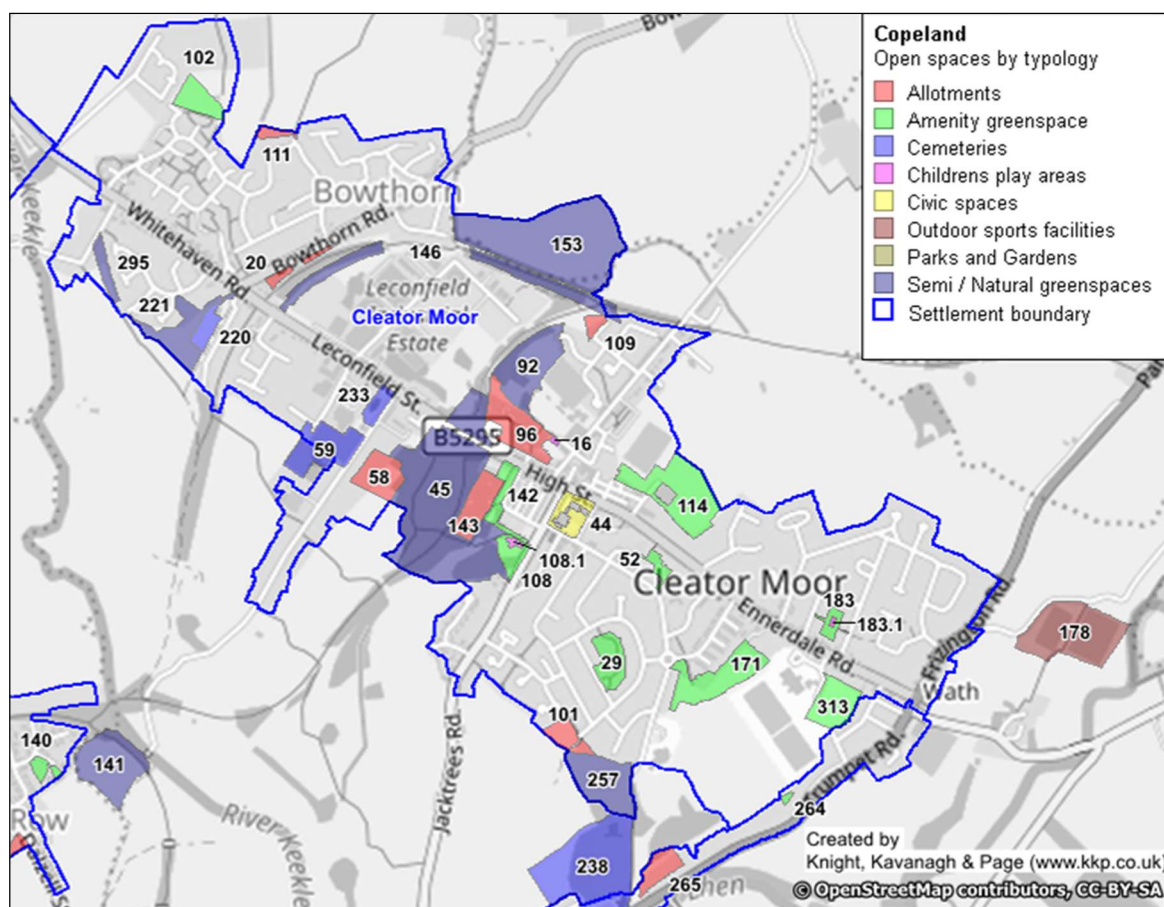 Copeland
Open spaces by typology
Allotments
Amenity greenspace
Cemeteries
Childrens play areas
Civic spaces
Outdoor sports facilities
Parks and Gardens
Semi / Natural greenspaces
Settlement boundary
102
111
Bowthorn
Whitehaven Rd.
Bowthorn Rd.
20
146
153
295
221
220
Leconfield
Cleator Moor
Estate
Leconfield St.
109
92
233
B5295
96
16
59
58
45
High St.
142
143
44
114
108.1
108
52
Cleator Moor
Ennerdale Rd.
183
183.1
Frizington Rd.
178
29
171
313
Wath
101
Trumpet Rd.
257
264
Jacktrees Rd.
140
141
Row
River Keekle
238
265
Created by
Knight, Kavanagh & Page (www.kkp.co.uk)
© OpenStreetMap contributors, CC-BY-SA